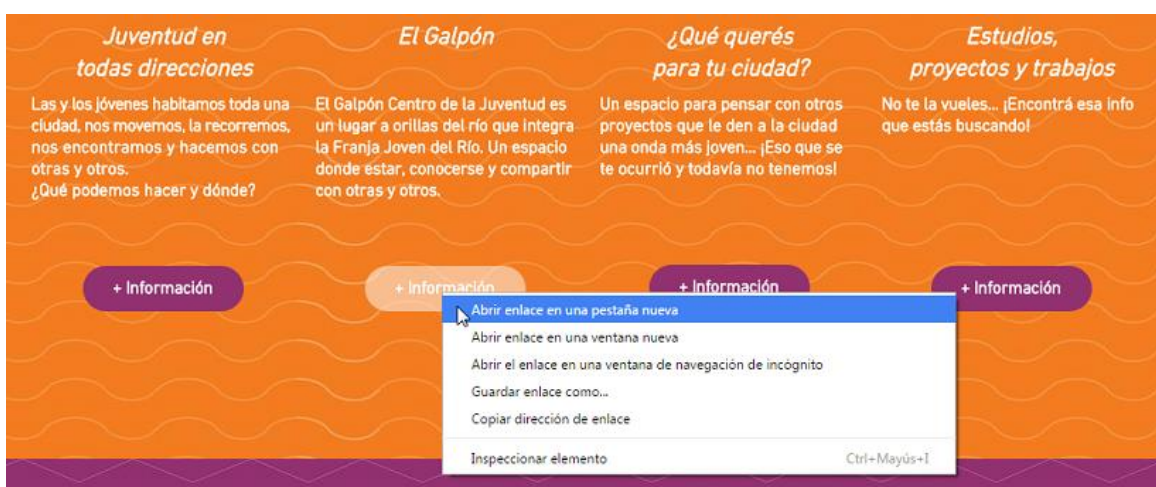 Juventud en
todas direcciones
Las y los jóvenes habitamos toda una
ciudad, nos movemos, la recorremos,
nos encontramos y hacemos con
otras y otros.
¿Qué podemos hacer y dónde?
+ Información
El Galpón
El Galpón Centro de la Juventud es
un lugar a orillas del río que integra
la Franja Joven del Río. Un espacio
donde estar, conocerse y compartir
con otras y otros.
+ Información
¿Qué querés
para tu ciudad?
Un espacio para pensar con otros
proyectos que le den a la ciudad
una onda más joven... ¡Eso que se
te ocurrió y todavía no tenemos!
+ Información
Estudios,
proyectos y trabajos
No te la vueles... ¡Encontrá esa info
que estás buscando!
+ Información
Abrir enlace en una pestaña nueva
Abrir enlace en una ventana nueva
Abrir el enlace en una ventana de navegación de incógnito
Guardar enlace como...
Copiar dirección de enlace
Inspeccionar elemento Ctrl+Mayús+I